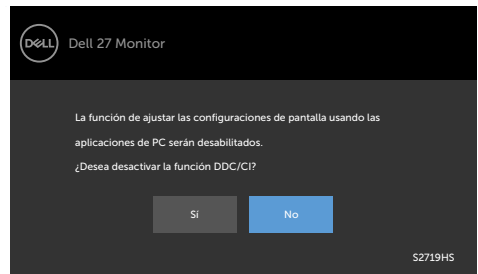 DELL Dell 27 Monitor
La función de ajustar las configuraciones de pantalla usando las
aplicaciones de PC serán desabilitados.
¿Desea desactivar la función DDC/CI?
Sí No
S2719HS